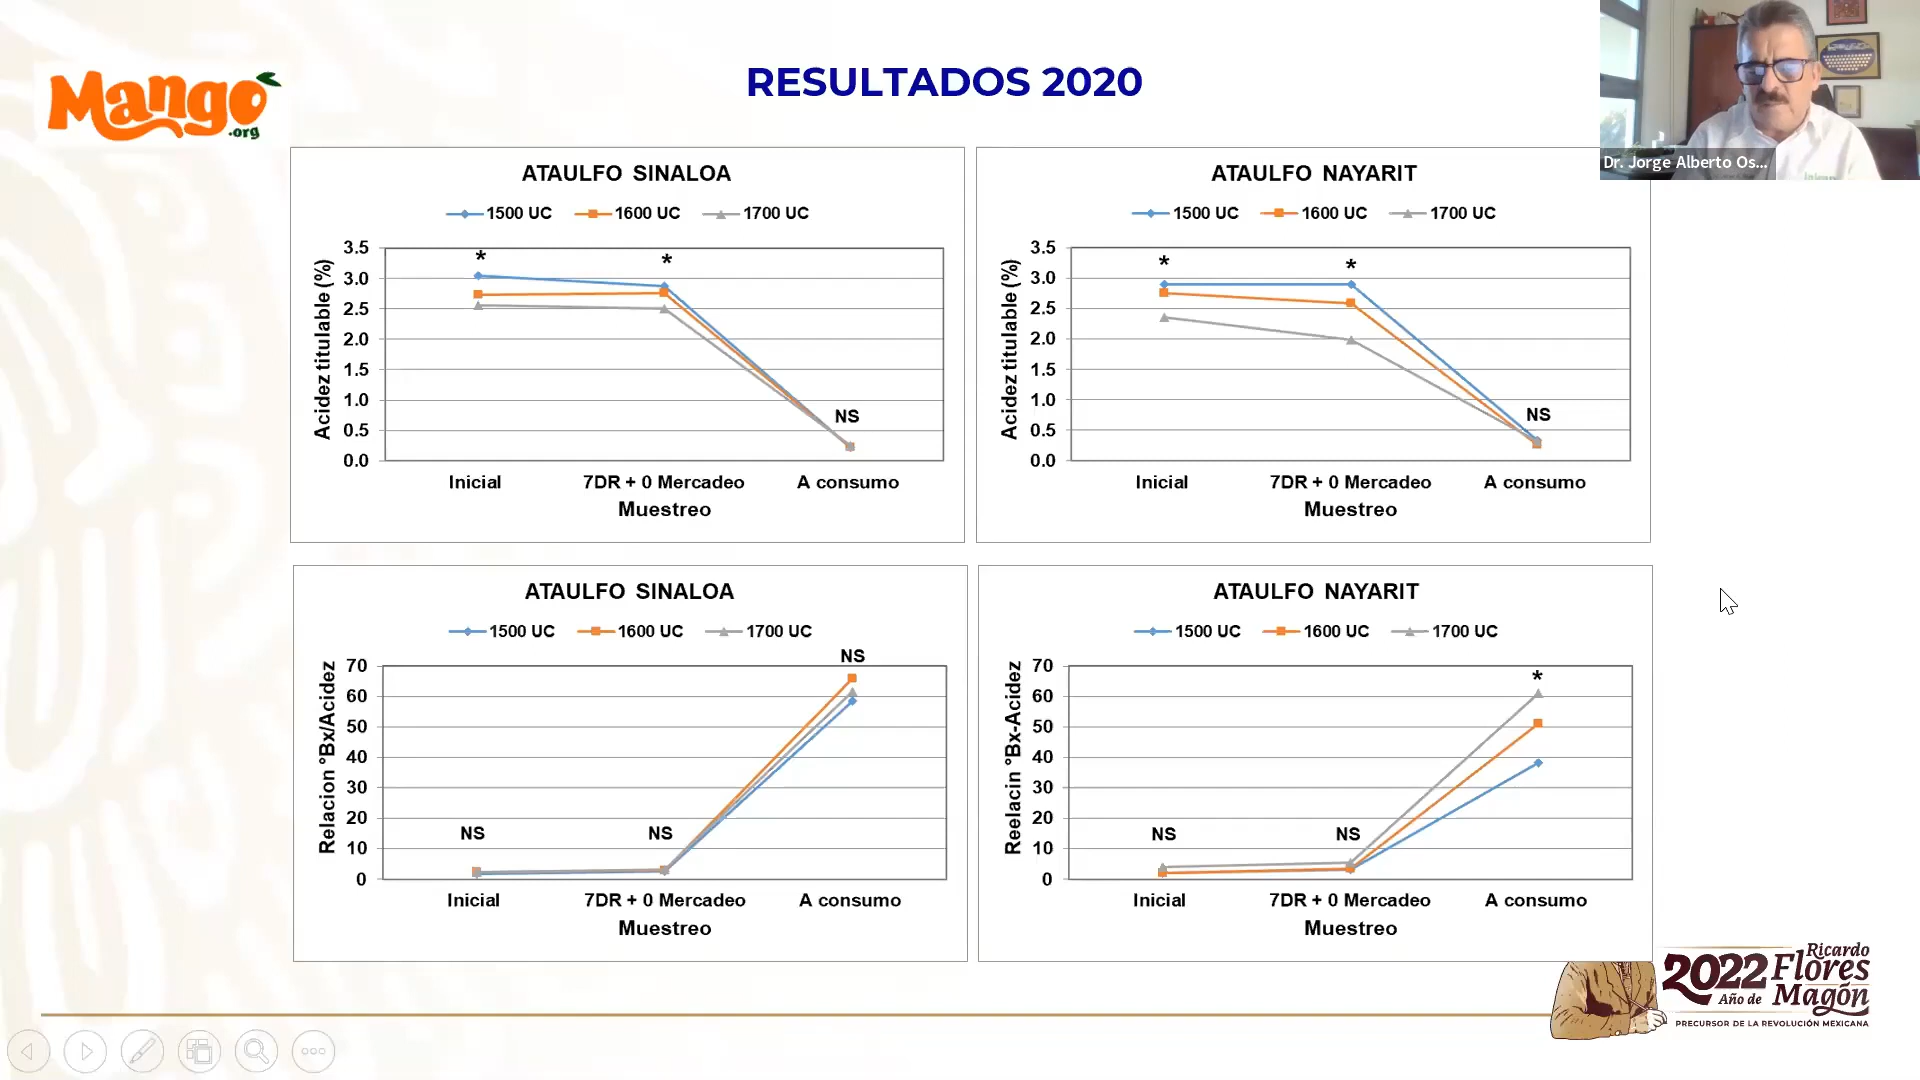 Mango
.org
RESULTADOS 2020
Dr. Jorge Alberto Os...
ATAULFO SINALOA
1500 UC 1600 UC 1700 UC
Acidez titulable (%)
3.5
3.0
2.5
2.0
1.5
1.0
0.5
0.0
* * NS
Inicial 7DR + 0 Mercadeo A consumo
Muestreo
ATAULFO NAYARIT
1500 UC 1600 UC 1700 UC
Acidez titulable (%)
3.5
3.0
2.5
2.0
1.5
1.0
0.5
0.0
* * NS
Inicial 7DR + 0 Mercadeo A consumo
Muestreo
ATAULFO SINALOA
1500 UC 1600 UC 1700 UC
Relacion °Bx/Acidez
70
60
50
40
30
20
10
0
NS NS NS
Inicial 7DR + 0 Mercadeo A consumo
Muestreo
ATAULFO NAYARIT
1500 UC 1600 UC 1700 UC
Reelacin °Bx-Acidez
70
60
50
40
30
20
10
0
NS NS *
Inicial 7DR + 0 Mercadeo A consumo
Muestreo
2022 Ricardo
Flores
Año de Magón
PRECURSOR DE LA REVOLUCIÓN MEXICANA